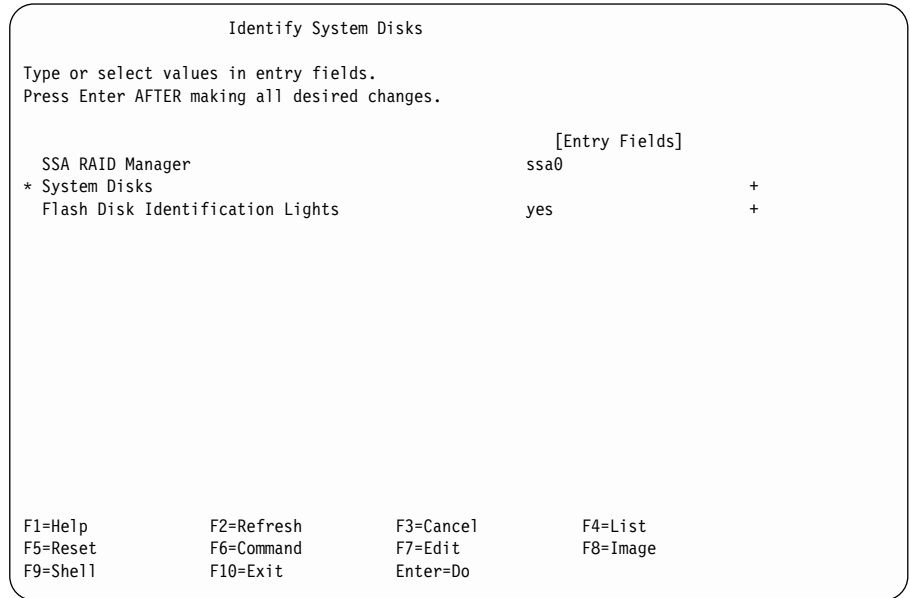 Identify System Disks
Type or select values in entry fields.
Press Enter AFTER making all desired changes.
[Entry Fields]
SSA RAID Manager ssa0
* System Disks +
Flash Disk Identification Lights yes +
F1=Help F2=Refresh F3=Cancel F4=List
F5=Reset F6=Command F7=Edit F8=Image
F9=Shell F10=Exit Enter=Do